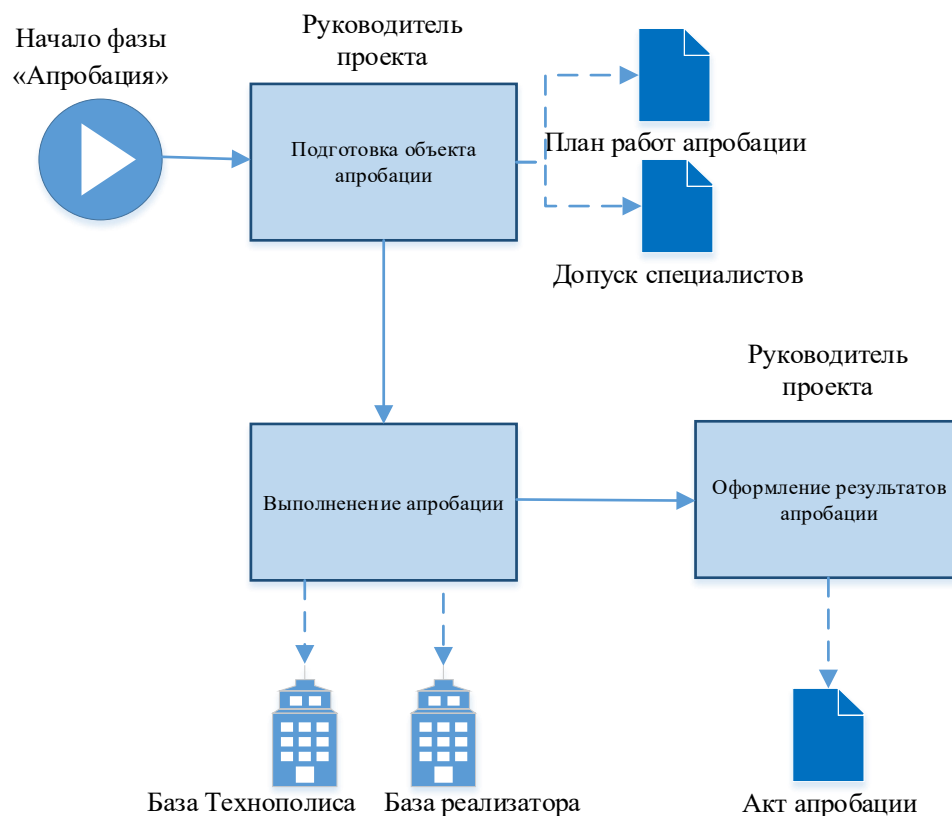 Начало фазы
«Апробация»
Руководитель
проекта
Подготовка объекта
апробации
План работ апробации
Допуск специалистов
Руководитель
проекта
Выполненение апробации
Оформление результатов
апробации
База Технополиса
База реализатора
Акт апробации